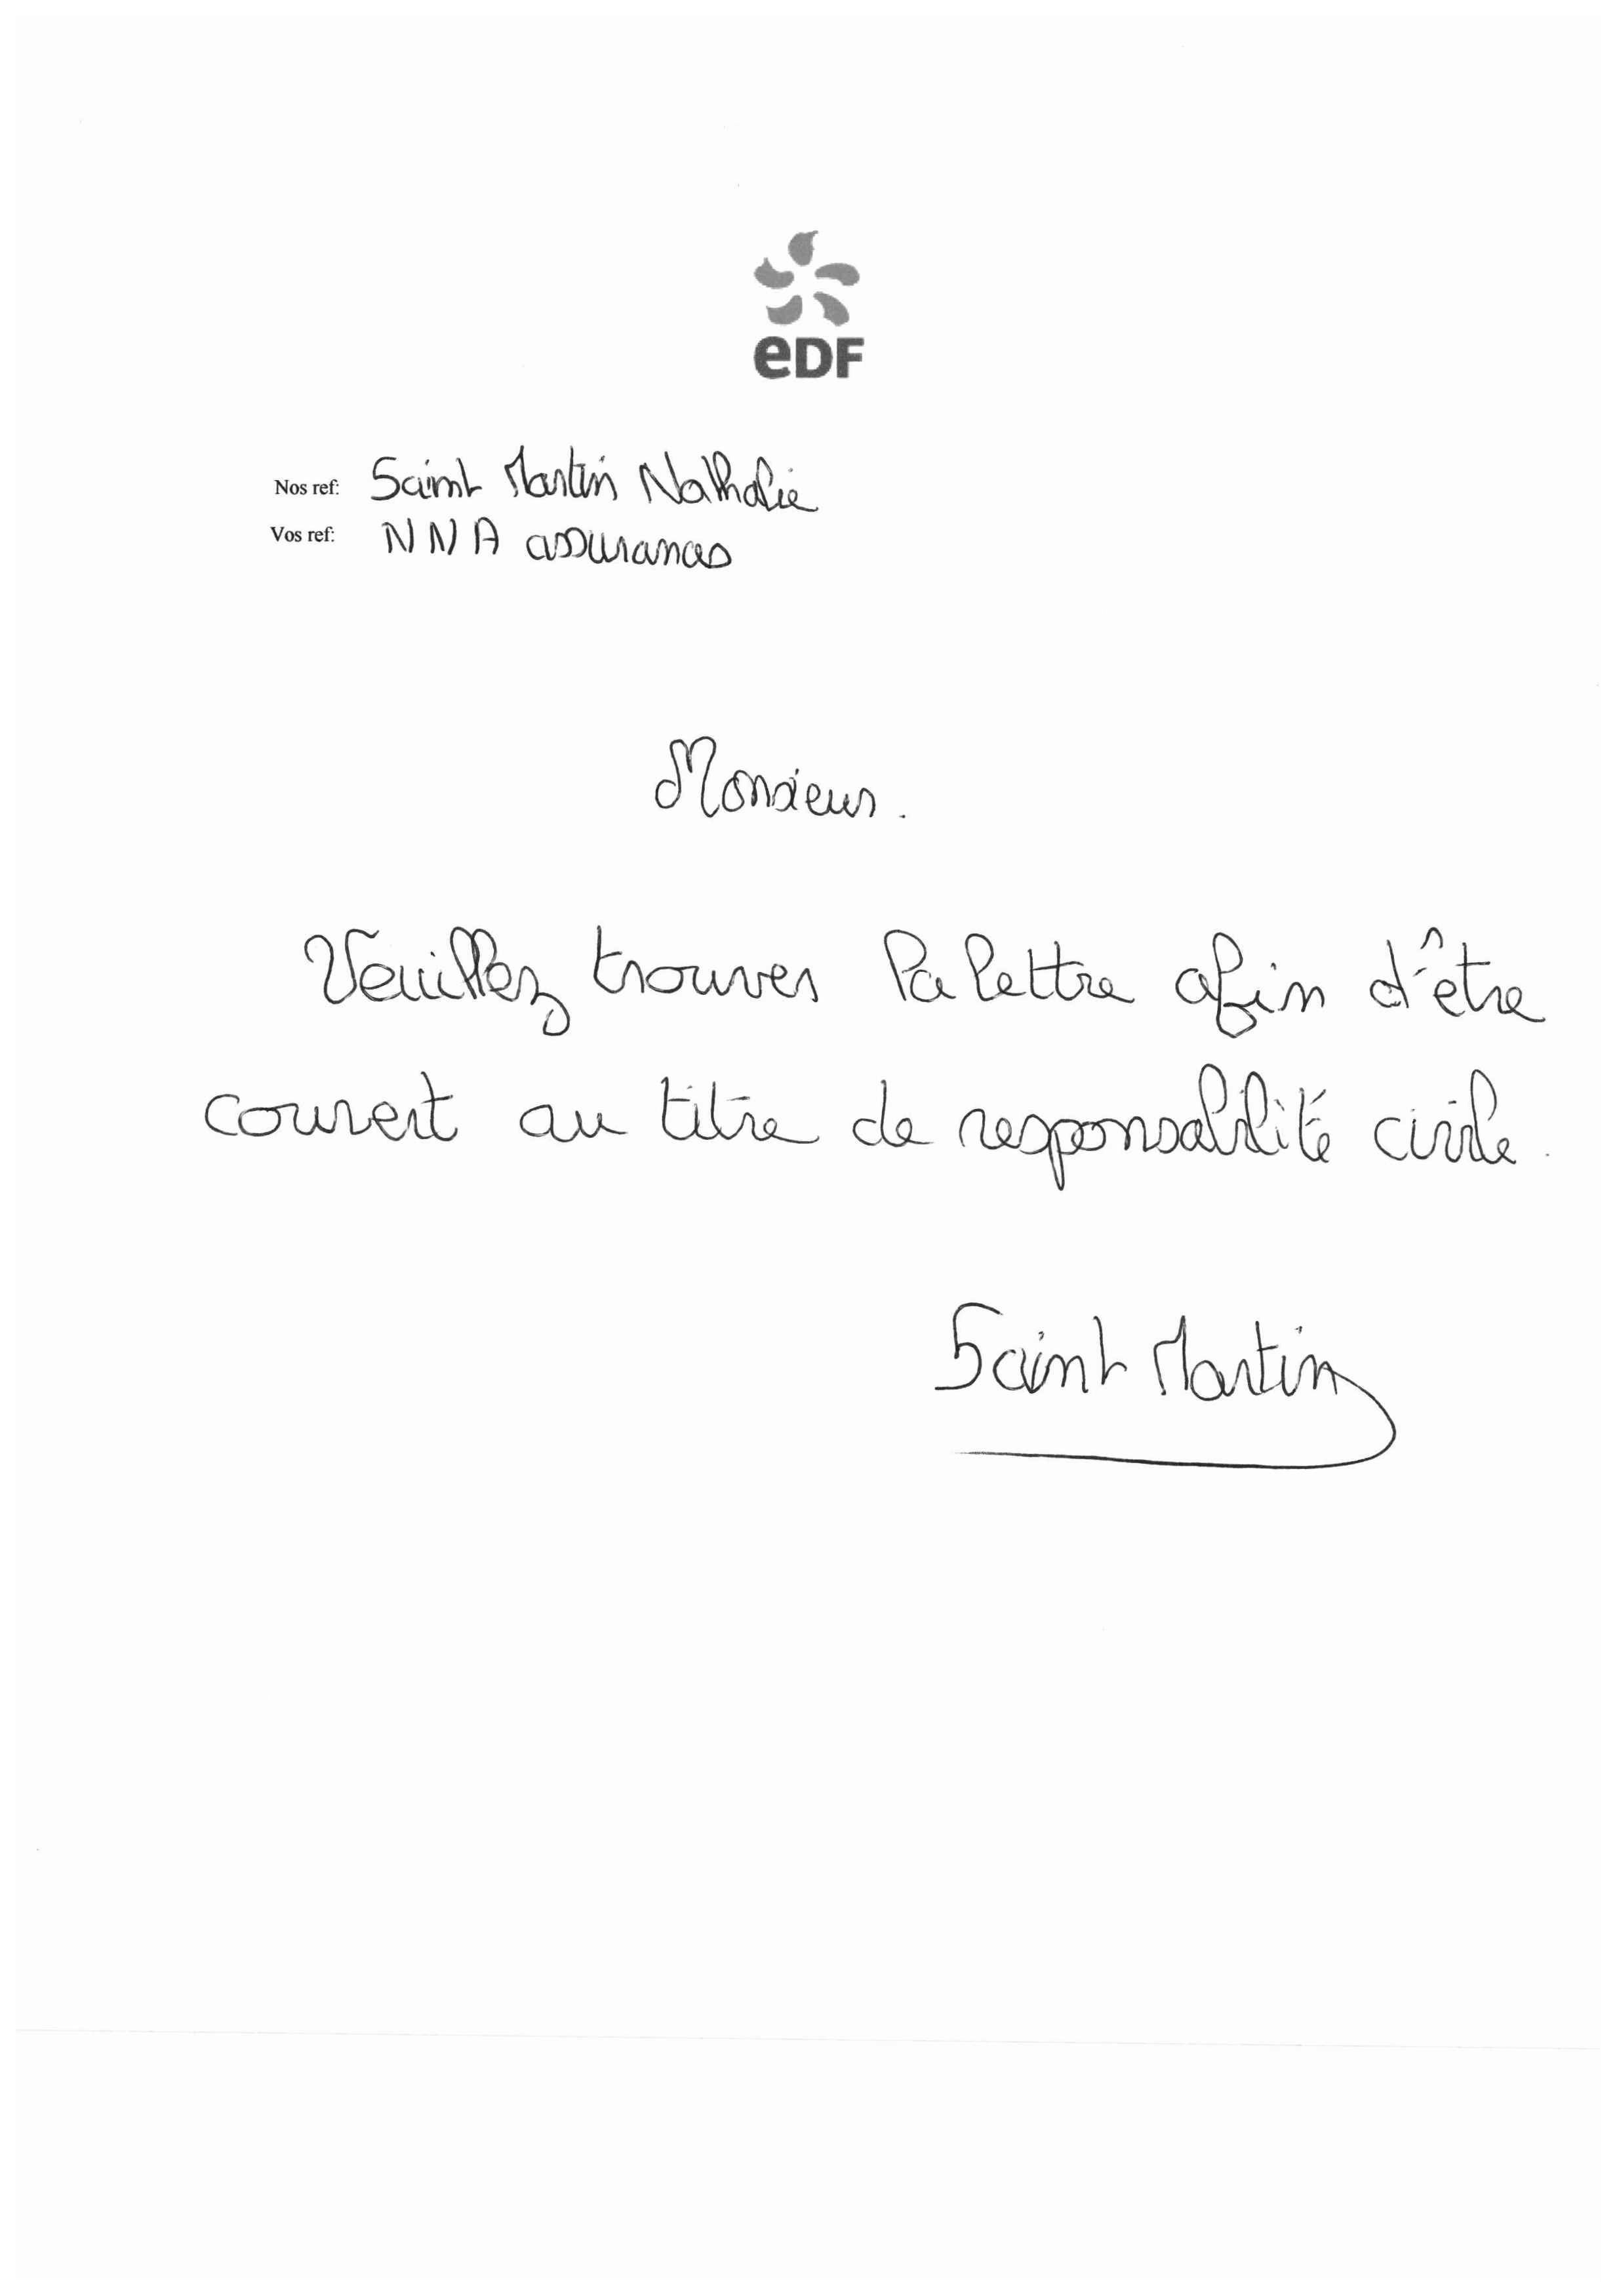 eDF
Nos ref: Saint Martin Nathalie
Vos ref: NNA assurances
Monsieur.
Veuillez trouver la lettre afin d'être
couvert au titre de responsabilité civile.
Saint Martin